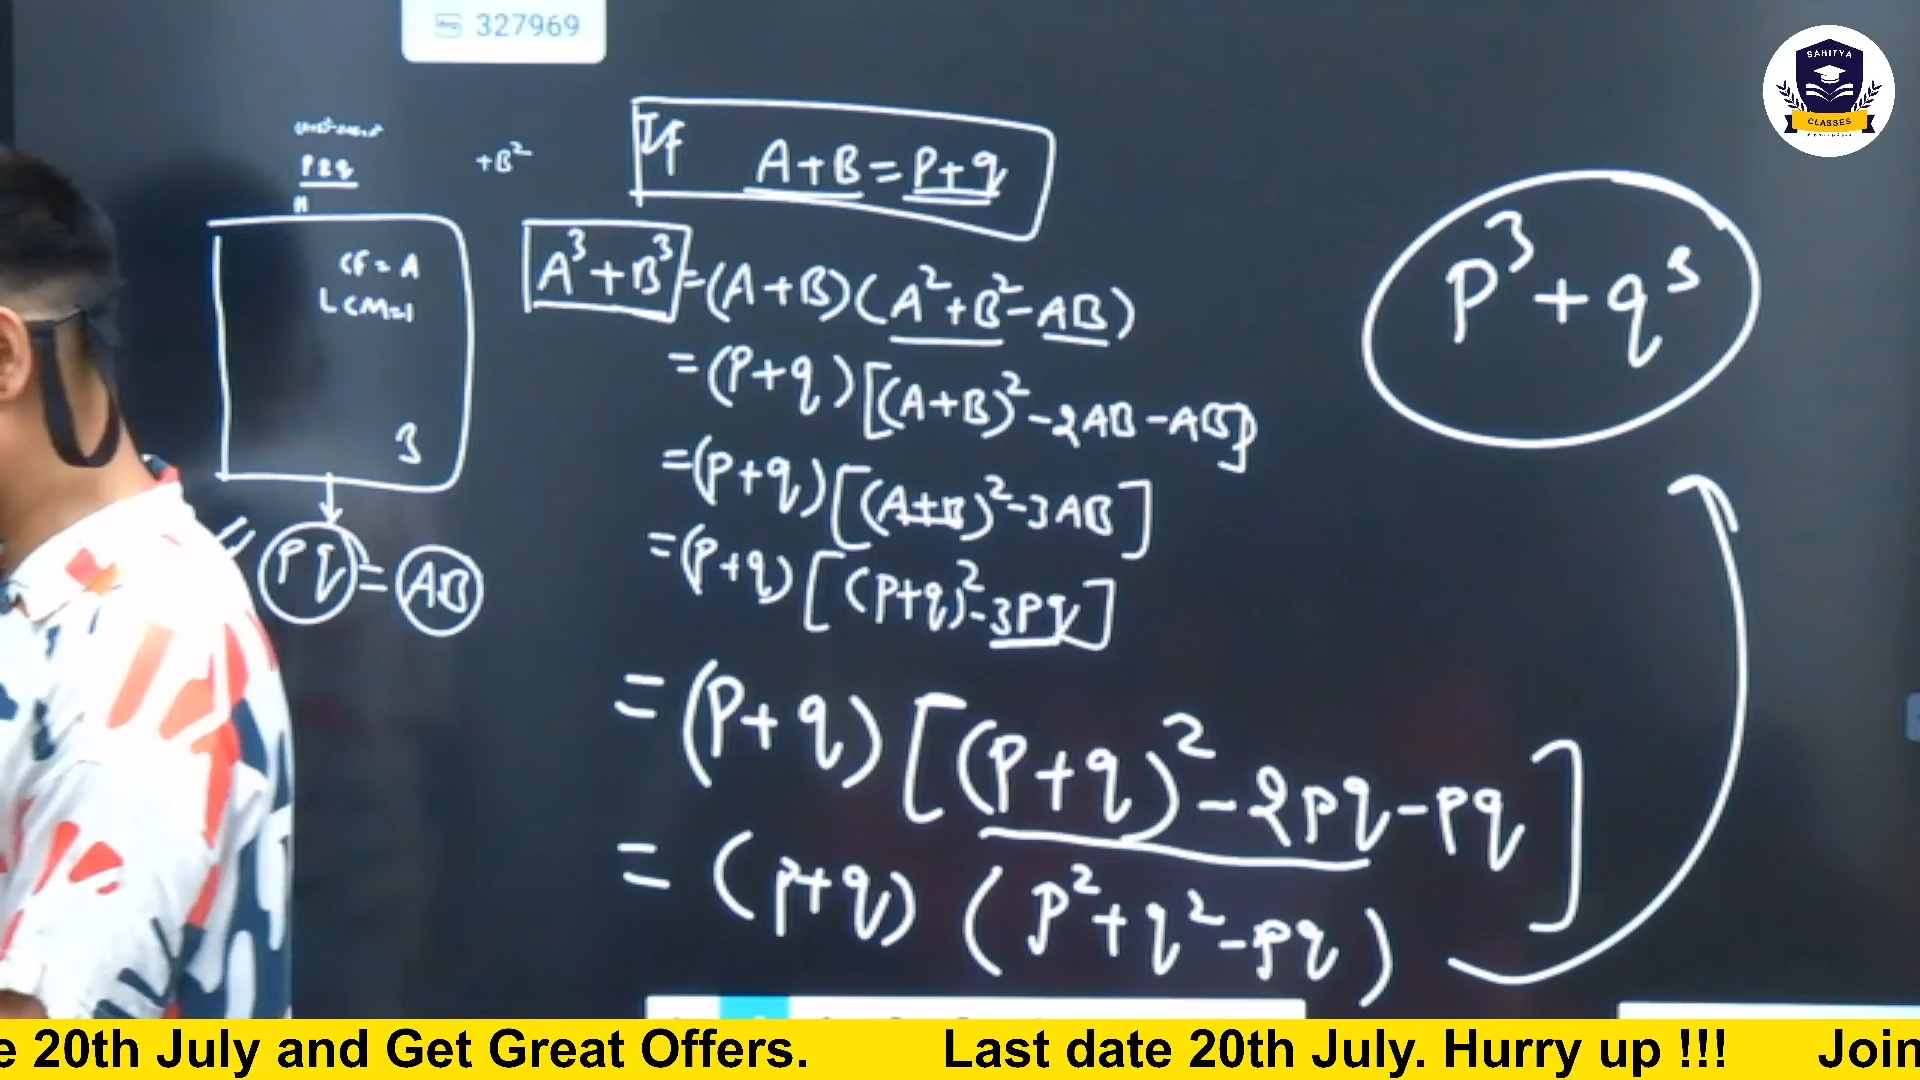 327969
SAHITYA
CLASSES
P & q
+B²
If A+B=P+q
CF = A
LCM=1
3
Pq = AB
A³+B³=(A+B)(A²+B²-AB)
=(P+q)[(A+B)²-2AB-AB]
=(P+q)[(A+B)²-3AB]
=(P+q)[(P+q)²-3Pq]
=(P+q)[(P+q)²-2pq-pq]
=(p+q)(p²+q²-pq)
P³+q³
e 20th July and Get Great Offers. Last date 20th July. Hurry up !!! Join